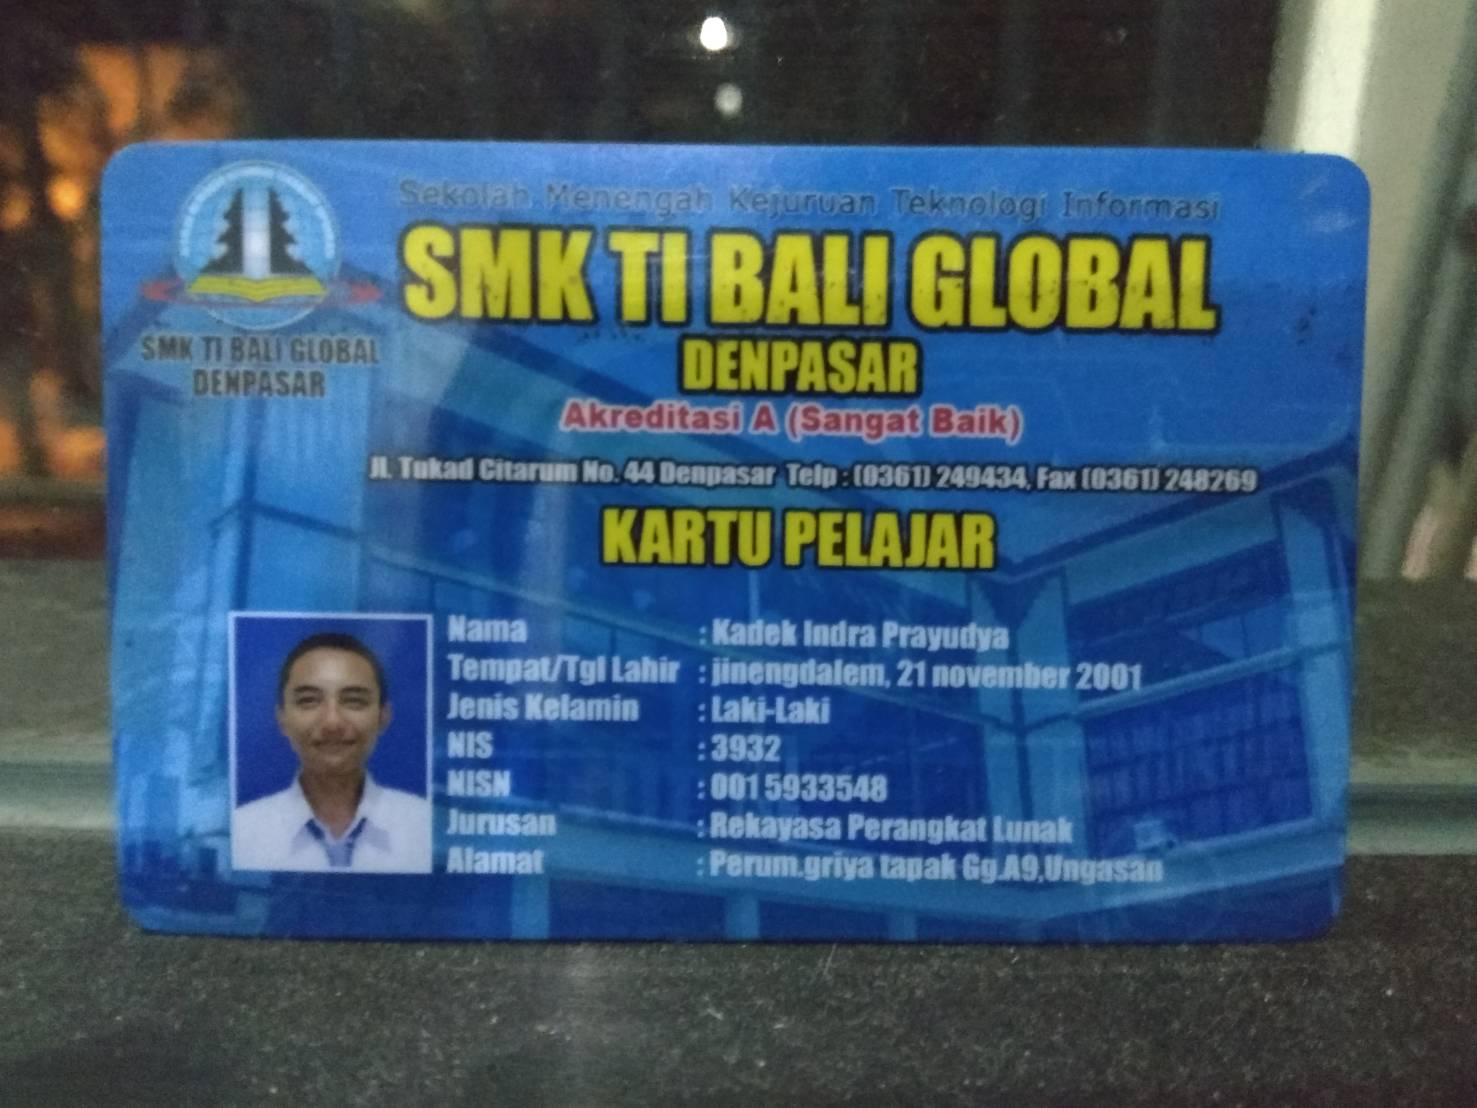 Sekolah Menengah Kejuruan Teknologi Informasi
SMK TI BALI GLOBAL
DENPASAR
Akreditasi A (Sangat Baik)
SMK TI BALI GLOBAL
DENPASAR
Jl. Tukad Citarum No. 44 Denpasar Telp : (0361) 249434, Fax (0361) 248269
KARTU PELAJAR
Nama : Kadek Indra Prayudya
Tempat/Tgl Lahir : jinengdalem, 21 november 2001
Jenis Kelamin : Laki-Laki
NIS : 3932
NISN : 001 5933548
Jurusan : Rekayasa Perangkat Lunak
Alamat : Perum.griya tapak Gg.A9,Ungasan